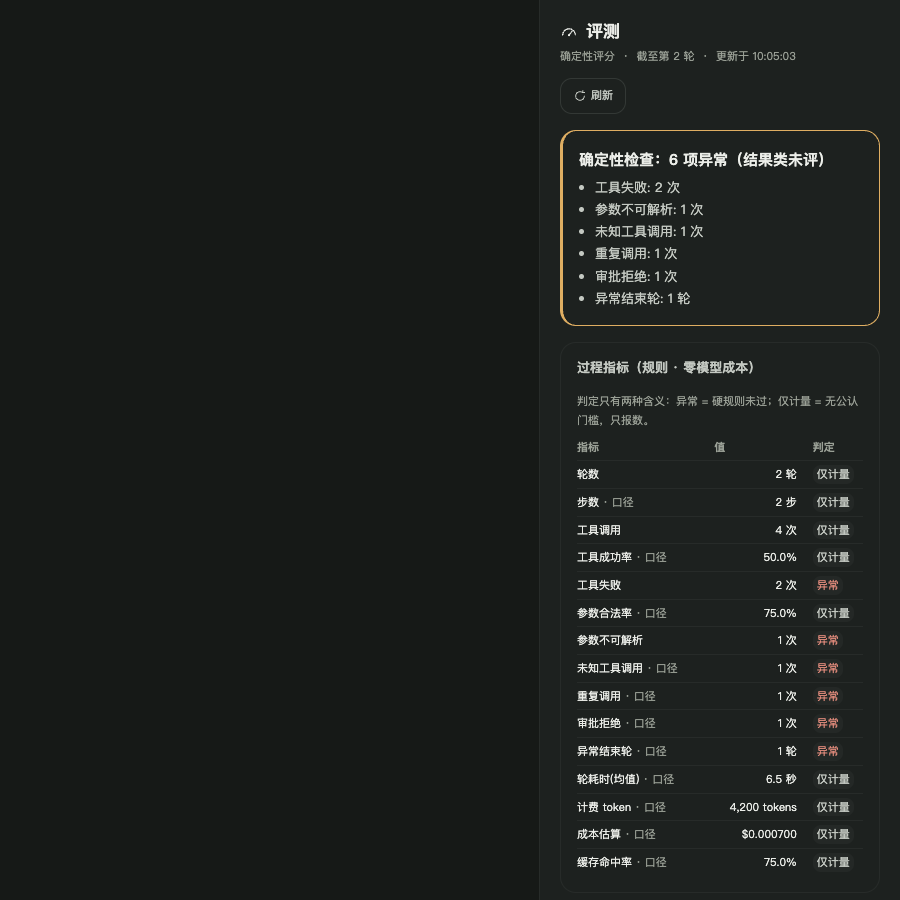 评测
确定性评分 · 截至第 2 轮 · 更新于 10:05:03
刷新
确定性检查：6 项异常（结果类未评）
工具失败: 2 次
参数不可解析: 1 次
未知工具调用: 1 次
重复调用: 1 次
审批拒绝: 1 次
异常结束轮: 1 轮
过程指标（规则 · 零模型成本）
判定只有两种含义：异常 = 硬规则未过；仅计量 = 无公认
门槛，只报数。
指标 值 判定
轮数 2 轮 仅计量
步数 · 口径 2 步 仅计量
工具调用 4 次 仅计量
工具成功率 · 口径 50.0% 仅计量
工具失败 2 次 异常
参数合法率 · 口径 75.0% 仅计量
参数不可解析 1 次 异常
未知工具调用 · 口径 1 次 异常
重复调用 · 口径 1 次 异常
审批拒绝 · 口径 1 次 异常
异常结束轮 · 口径 1 轮 异常
轮耗时(均值) · 口径 6.5 秒 仅计量
计费 token · 口径 4,200 tokens 仅计量
成本估算 · 口径 $0.000700 仅计量
缓存命中率 · 口径 75.0% 仅计量